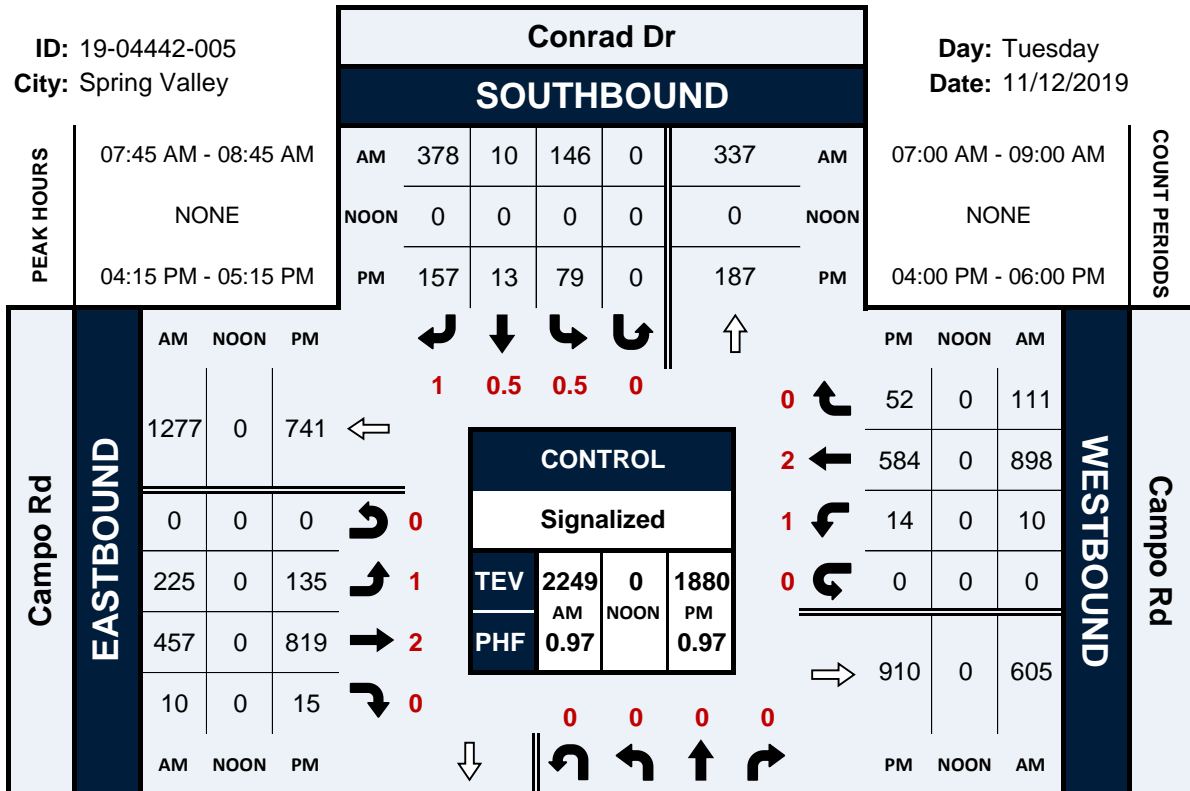 ID: 19-04442-005
City: Spring Valley
Conrad Dr
SOUTHBOUND
Day: Tuesday
Date: 11/12/2019
PEAK HOURS
07:45 AM - 08:45 AM
NONE
04:15 PM - 05:15 PM
AM 378 10 146 0 337 AM
NOON 0 0 0 0 0 NOON
PM 157 13 79 0 187 PM
07:00 AM - 09:00 AM
NONE
04:00 PM - 06:00 PM
COUNT PERIODS
1 0.5 0.5 0
Campo Rd
EASTBOUND
AM NOON PM
1277 0 741
0 0 0 0
225 0 135 1
457 0 819 2
10 0 15 0
AM NOON PM
CONTROL
Signalized
TEV 2249 0 1880
AM NOON PM
PHF 0.97 0.97
PM NOON AM
0 52 0 111
2 584 0 898
1 14 0 10
0 0 0 0
910 0 605
PM NOON AM
WESTBOUND
Campo Rd
0 0 0 0